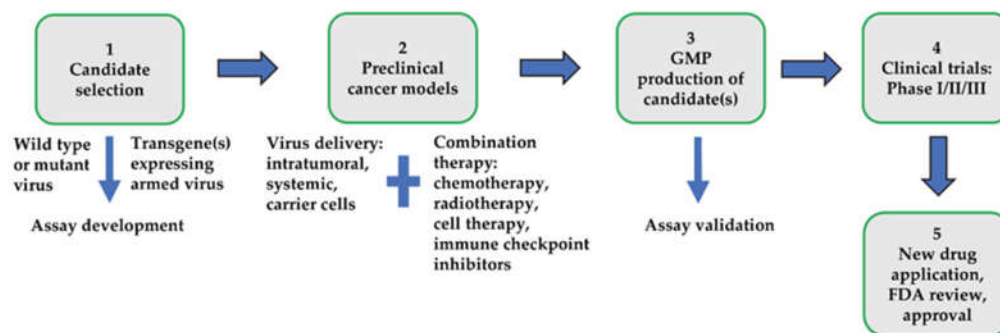 1
Candidate
selection
2
Preclinical
cancer models
3
GMP
production of
candidate(s)
4
Clinical trials:
Phase I/II/III
Wild type
or mutant
virus
Transgene(s)
expressing
armed virus
Assay development
Virus delivery:
intratumoral,
systemic,
carrier cells
Combination
therapy:
chemotherapy,
radiotherapy,
cell therapy,
immune checkpoint
inhibitors
Assay validation
5
New drug
application,
FDA review,
approval